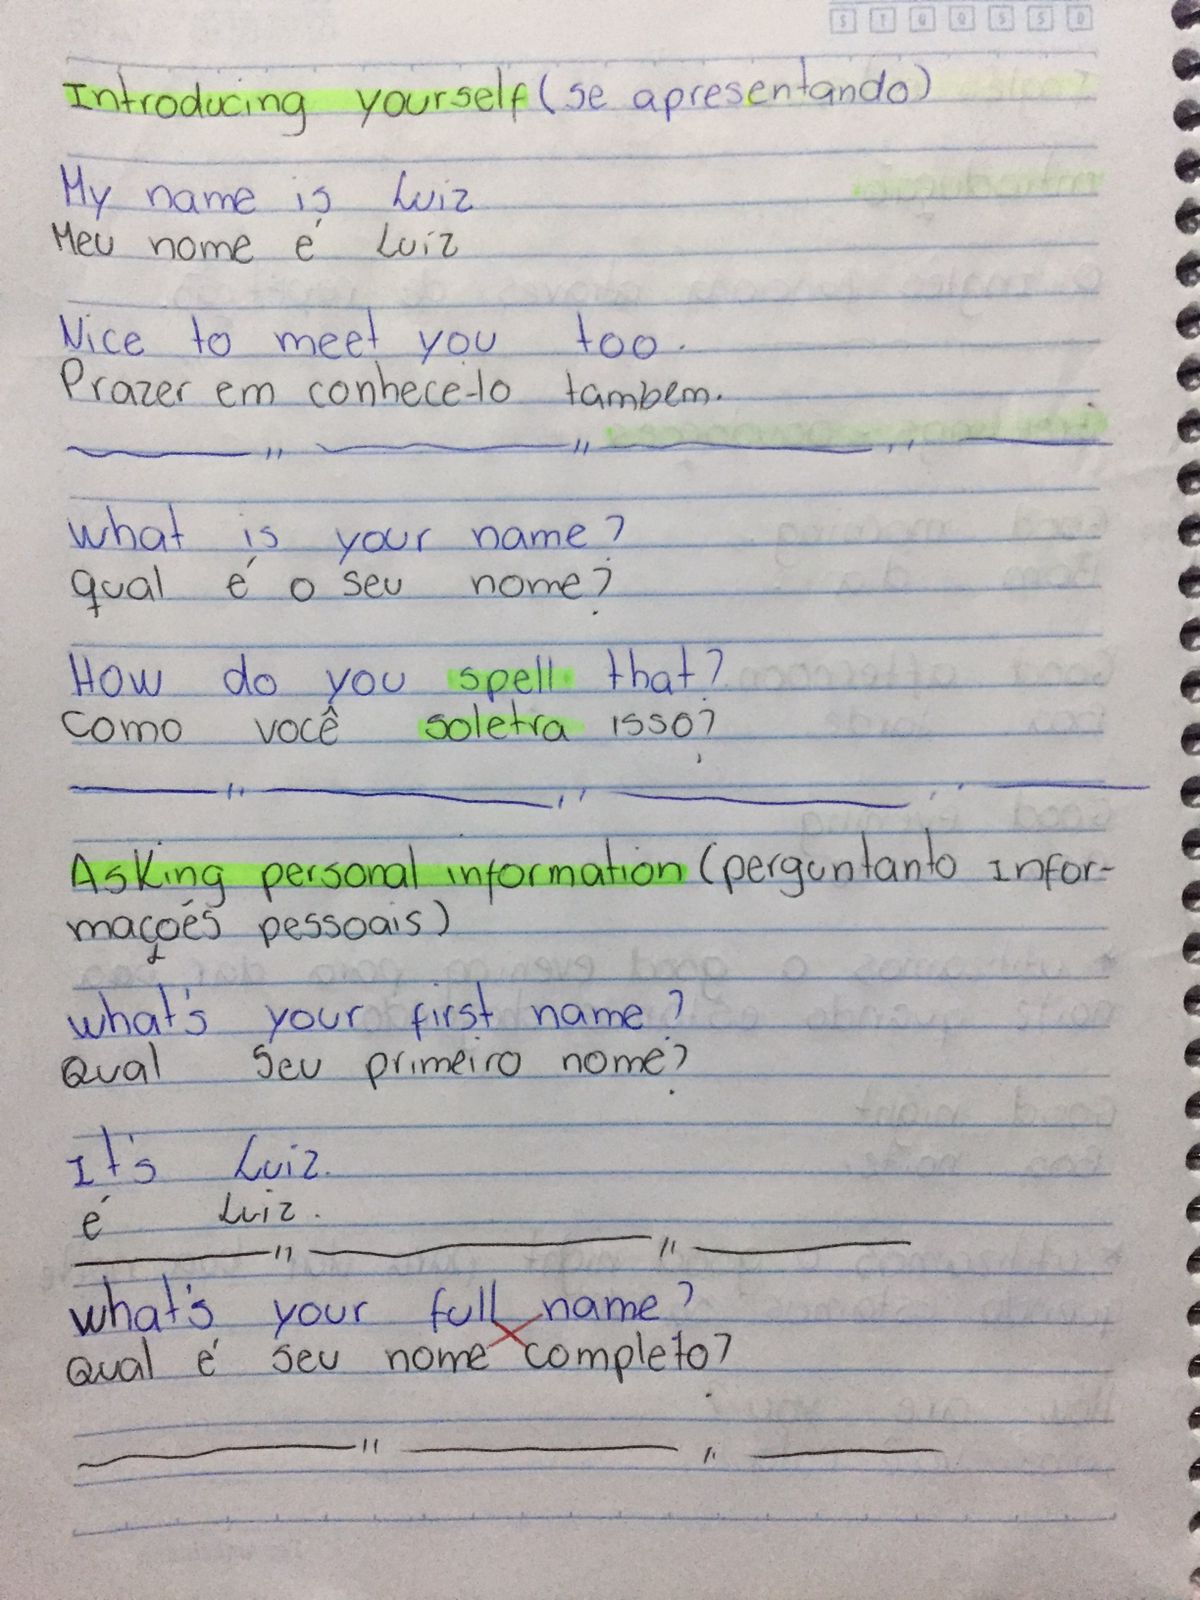 S T Q Q S S D
Introducing yourself (se apresentando)
My name is Luiz
Meu nome é Luiz
Nice to meet you too.
Prazer em conhece-lo tambem.
What is your name?
qual é o seu nome?
How do you spell that?
Como você soletra isso?
Asking personal information (perguntanto infor-
mações pessoais)
what's your first name?
Qual seu primeiro nome?
It's Luiz.
é Luiz.
what's your full name?
Qual é seu nome completo?